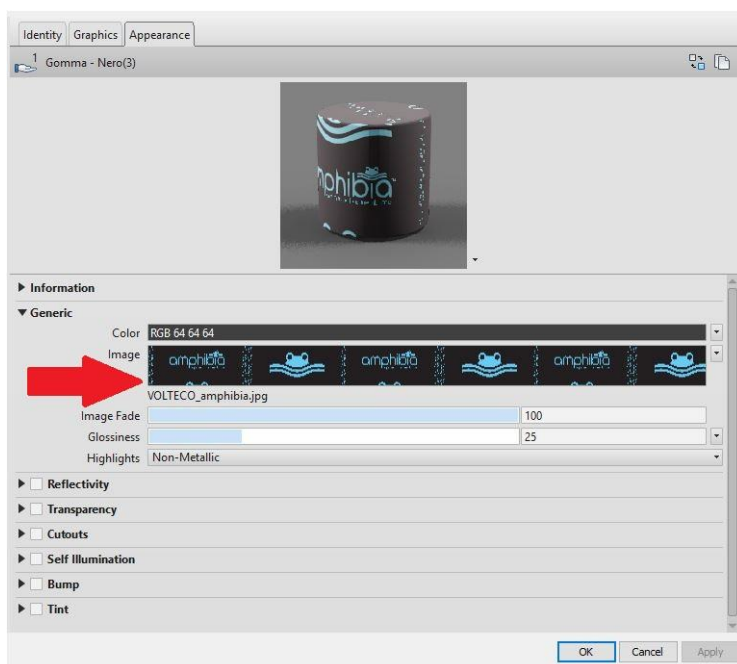 Identity Graphics Appearance
1
Gomma - Nero(3)
amphibia™
Information
Generic
Color RGB 64 64 64
Image amphibia amphibia amphibia
VOLTECO_amphibia.jpg
Image Fade 100
Glossiness 25
Highlights Non-Metallic
Reflectivity
Transparency
Cutouts
Self Illumination
Bump
Tint
OK Cancel Apply